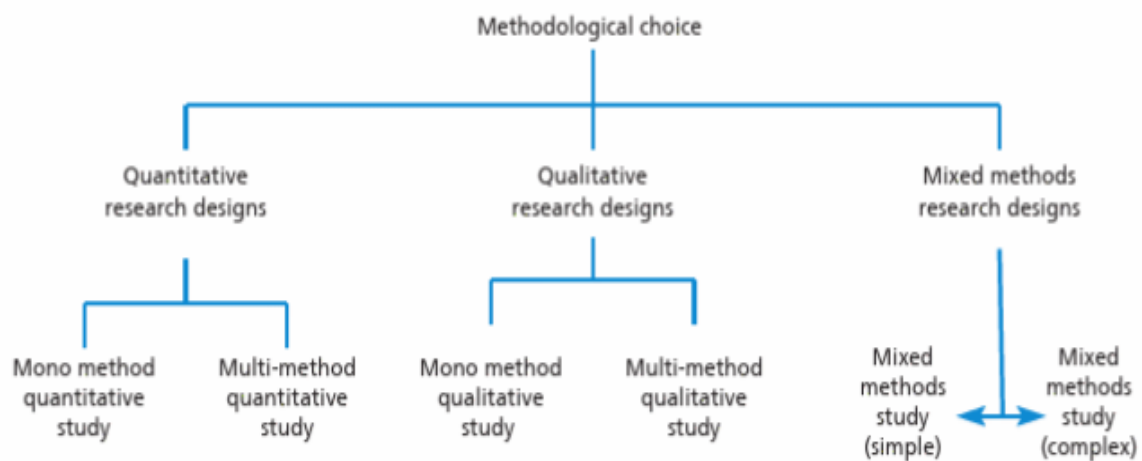 Methodological choice
Quantitative
research designs
Qualitative
research designs
Mixed methods
research designs
Mono method
quantitative
study
Multi-method
quantitative
study
Mono method
qualitative
study
Multi-method
qualitative
study
Mixed
methods
study
(simple)
Mixed
methods
study
(complex)